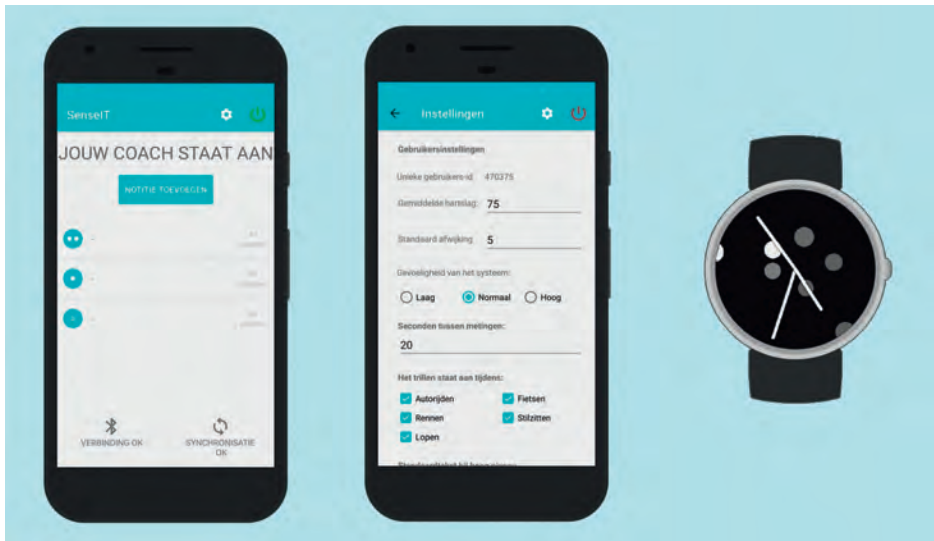 SenseIT
JOUW COACH STAAT AAN
NOTITIE TOEVOEGEN
VERBINDING OK
SYNCHRONISATIE
OK
Instellingen
Gebruikersinstellingen
Unieke gebruikers-id 470375
Gemiddelde hartslag: 75
Standaard afwijking 5
Gevoeligheid van het systeem:
Laag Normaal Hoog
Seconden tussen metingen:
20
Het trillen staat aan tijdens:
Autorijden Fietsen
Rennen Stilzitten
Lopen